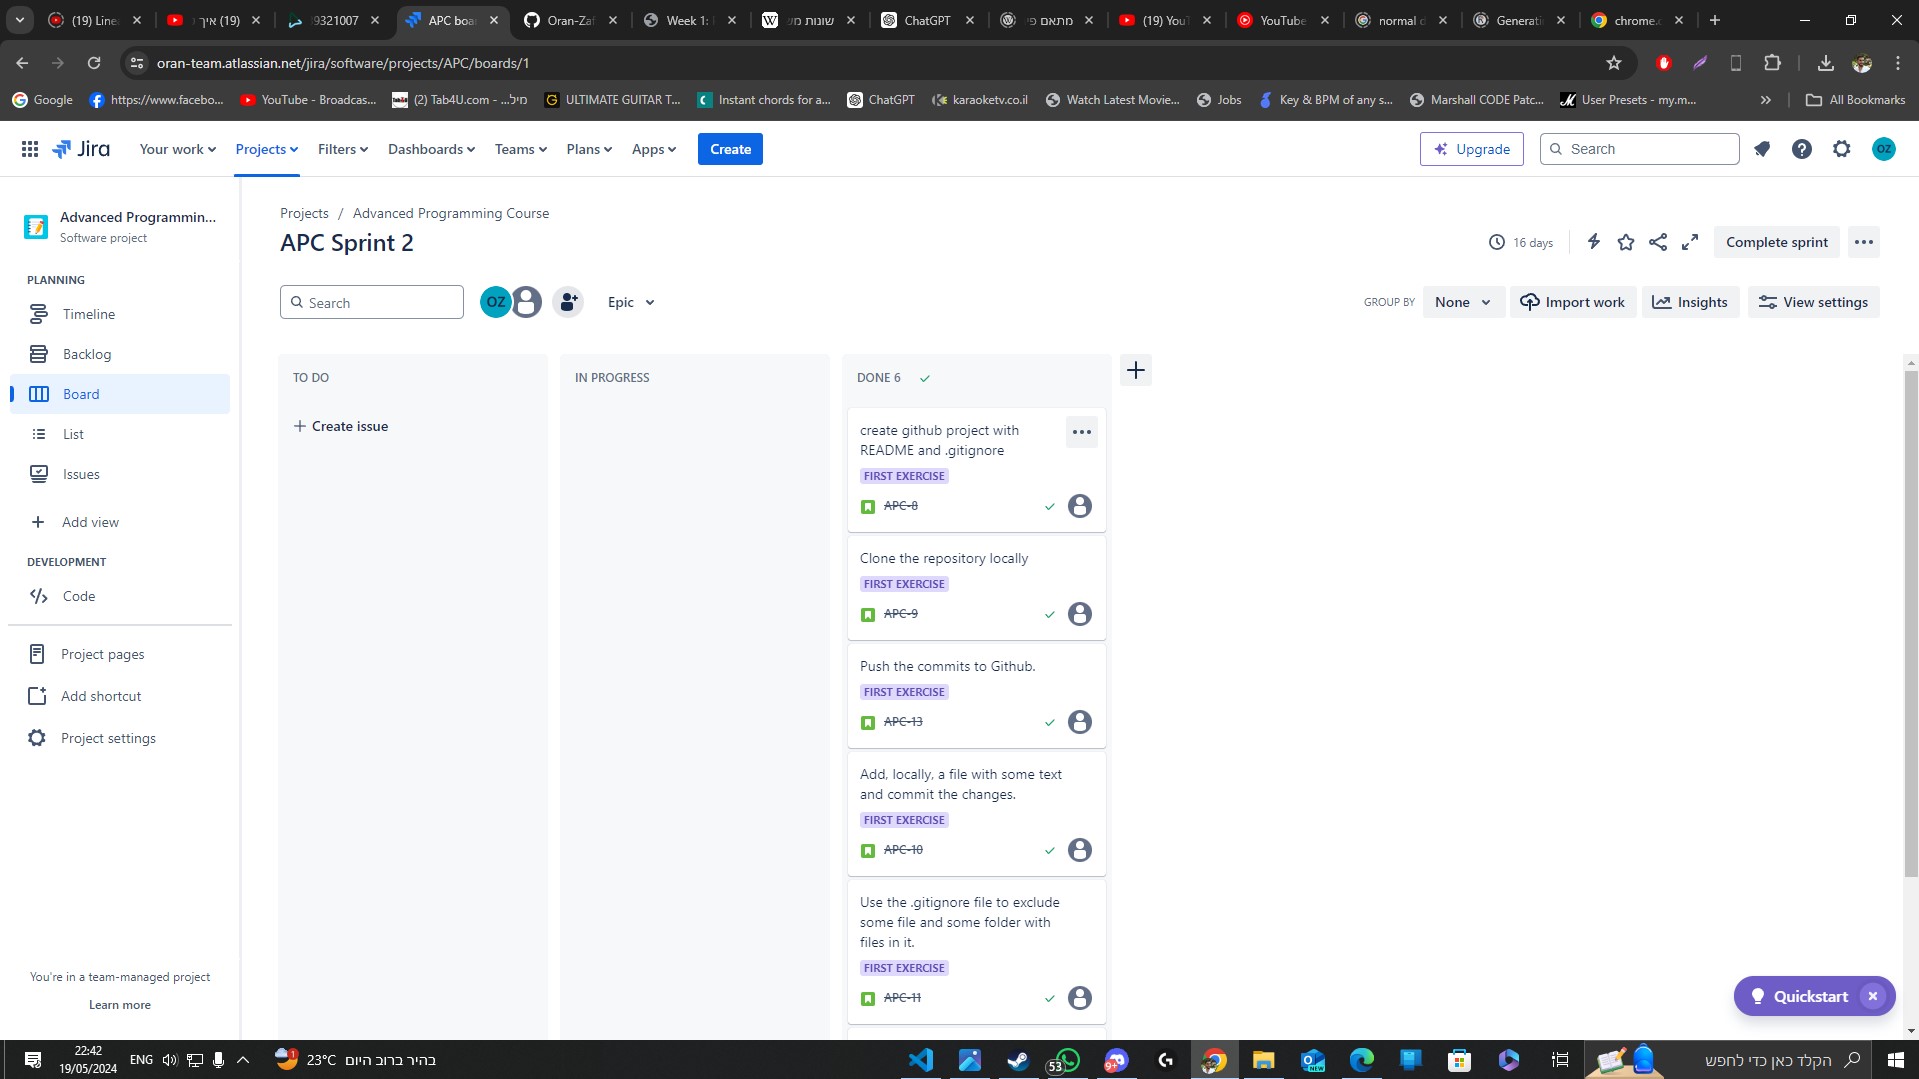 (19) Linea
(19) איך
39321007
APC boar
Oran-Zaf
Week 1:
שונות מש
ChatGPT
מתאם פי
(19) YouT
YouTube
normal d
Generati
chrome.c
oran-team.atlassian.net/jira/software/projects/APC/boards/1
Google
https://www.facebo...
YouTube - Broadcas...
(2) Tab4U.com - ...מיל
ULTIMATE GUITAR T...
Instant chords for a...
ChatGPT
karaoketv.co.il
Watch Latest Movie...
Jobs
Key & BPM of any s...
Marshall CODE Patc...
User Presets - my.m...
All Bookmarks
Jira
Your work
Projects
Filters
Dashboards
Teams
Plans
Apps
Create
Upgrade
Search
OZ
Advanced Programmin...
Software project
PLANNING
Timeline
Backlog
Board
List
Issues
Add view
DEVELOPMENT
Code
Project pages
Add shortcut
Project settings
You're in a team-managed project
Learn more
Projects / Advanced Programming Course
APC Sprint 2
16 days
Complete sprint
Search
OZ
Epic
GROUP BY
None
Import work
Insights
View settings
TO DO
Create issue
IN PROGRESS
DONE 6
create github project with
README and .gitignore
FIRST EXERCISE
APC-8
Clone the repository locally
FIRST EXERCISE
APC-9
Push the commits to Github.
FIRST EXERCISE
APC-13
Add, locally, a file with some text
and commit the changes.
FIRST EXERCISE
APC-10
Use the .gitignore file to exclude
some file and some folder with
files in it.
FIRST EXERCISE
APC-11
Quickstart
22:42
19/05/2024
ENG
1
23°C
בהיר ברוב היום
53
9+
NEW
הקלד כאן כדי לחפש